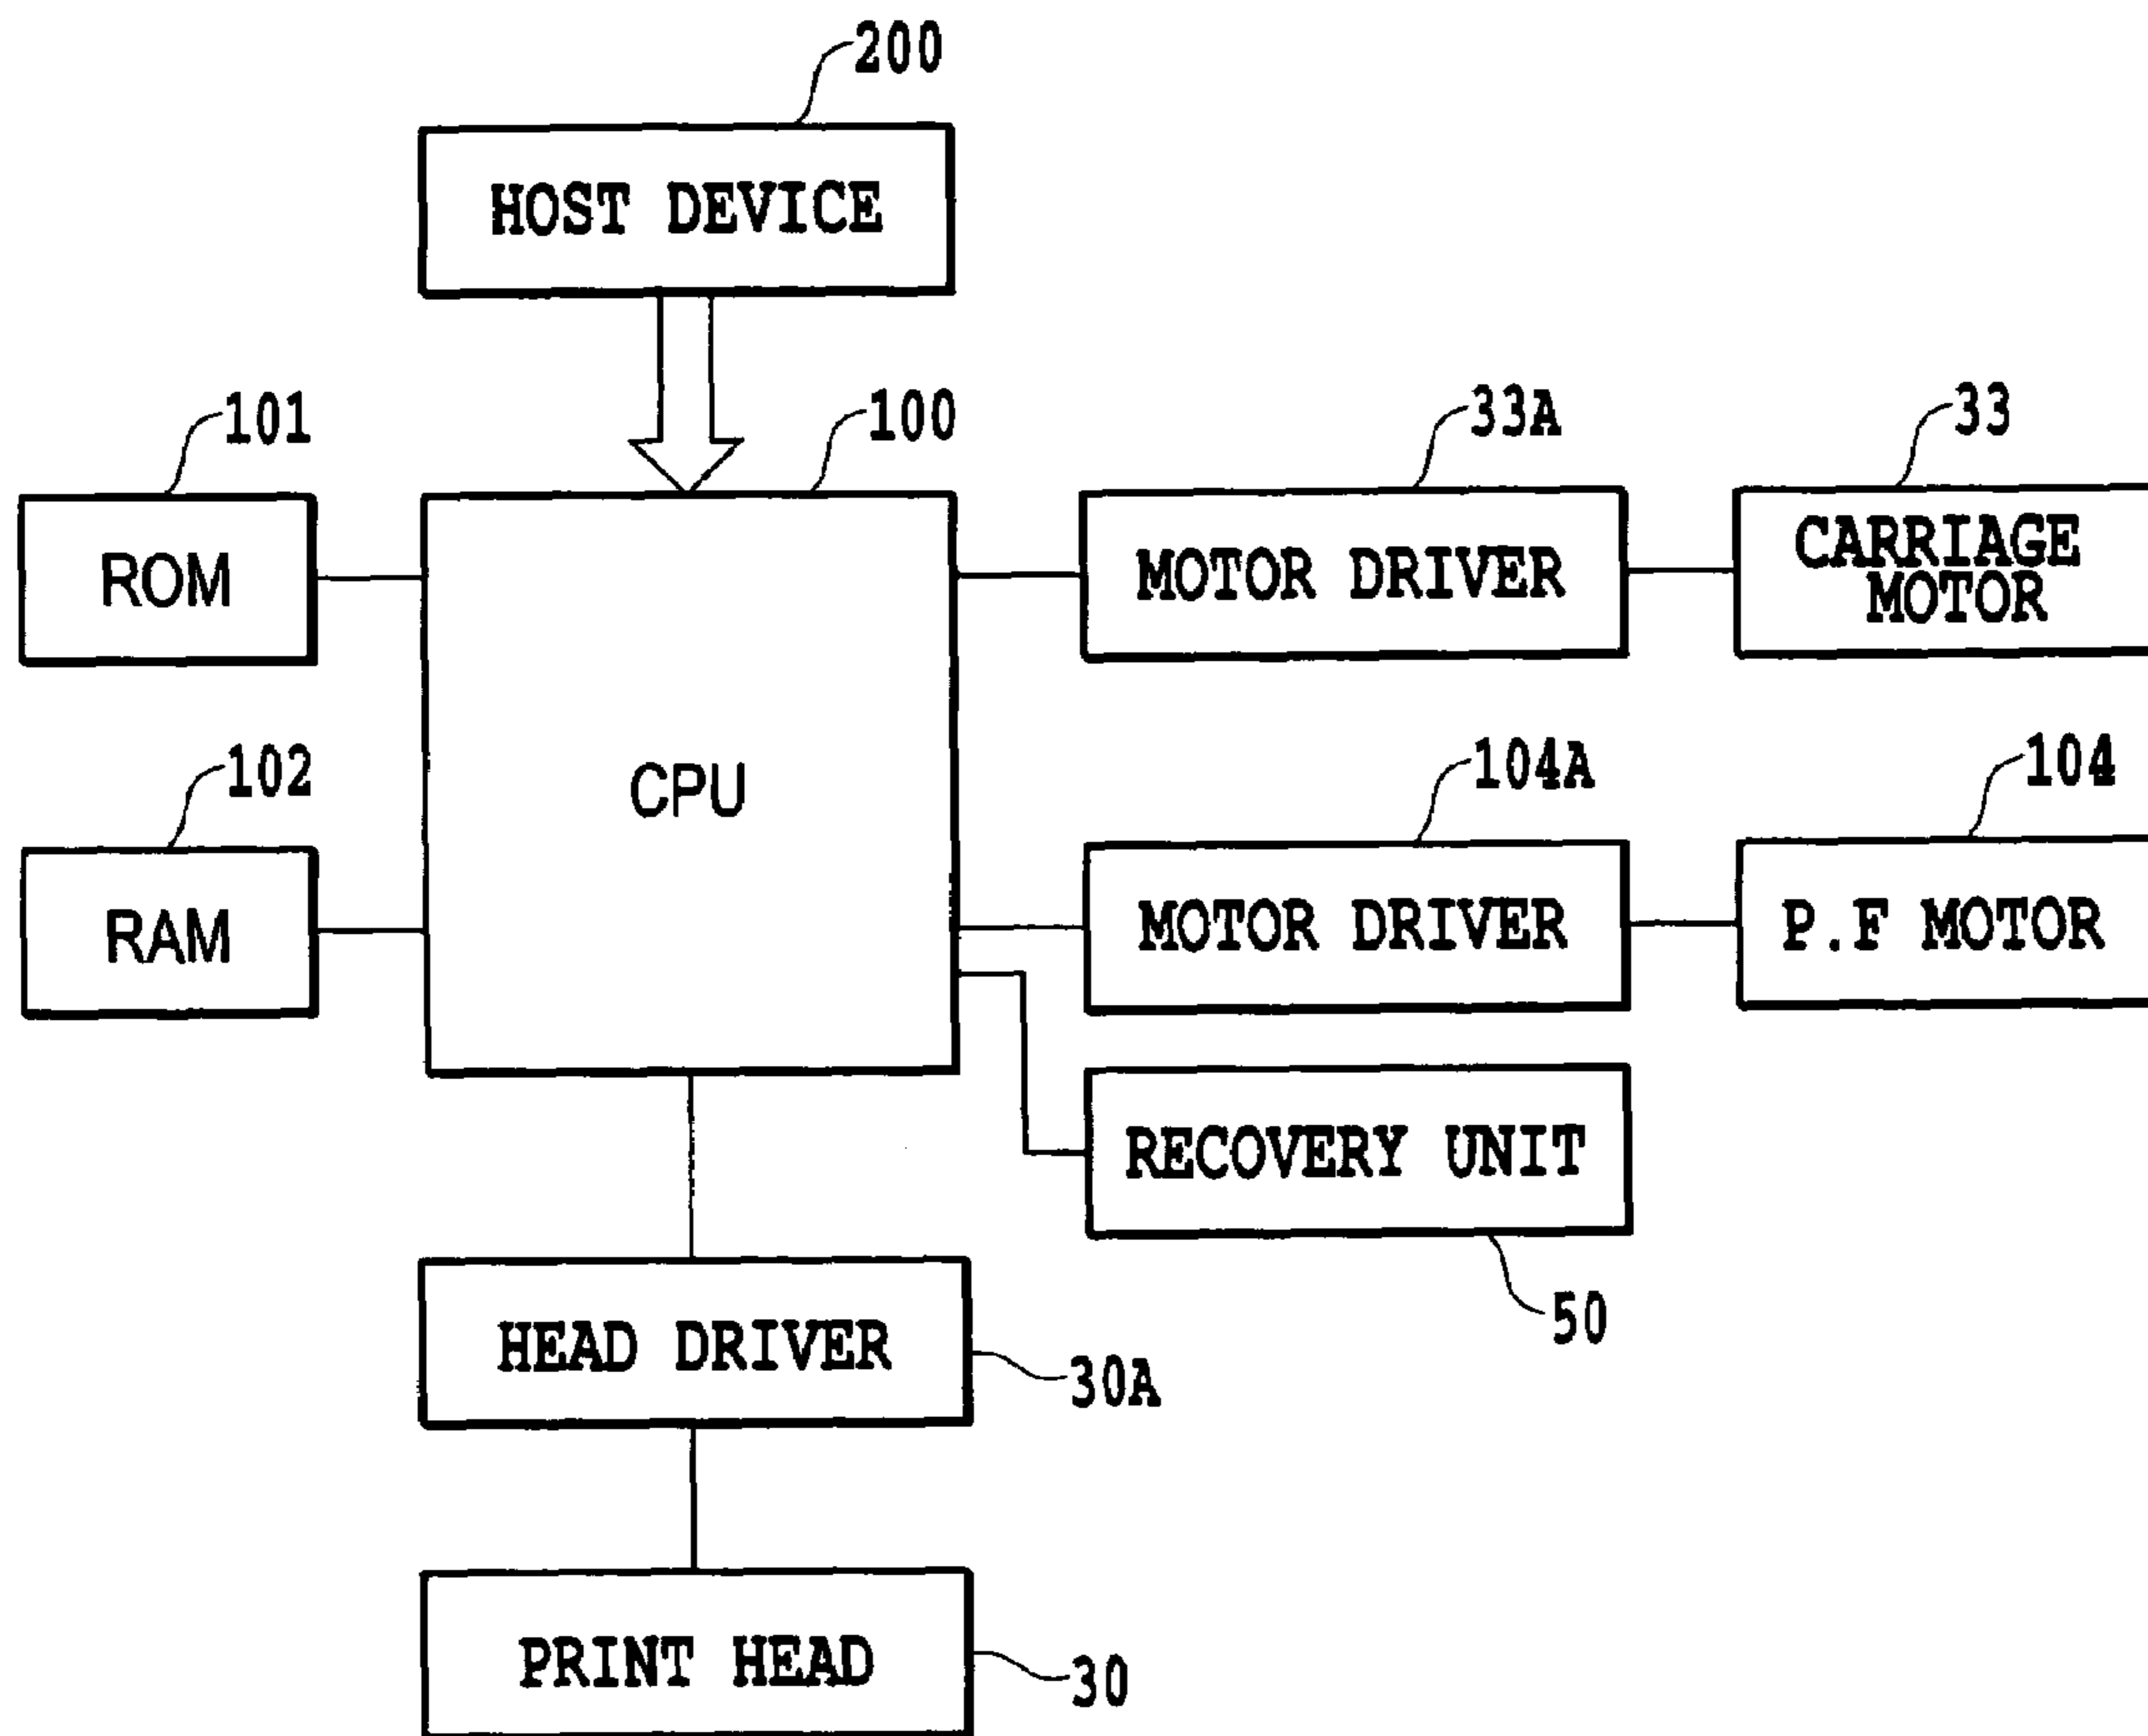 200
HOST DEVICE
101
100
33A
33
ROM
MOTOR DRIVER
CARRIAGE
MOTOR
102
CPU
104A
104
RAM
MOTOR DRIVER
P.F MOTOR
RECOVERY UNIT
50
HEAD DRIVER
30A
PRINT HEAD
30